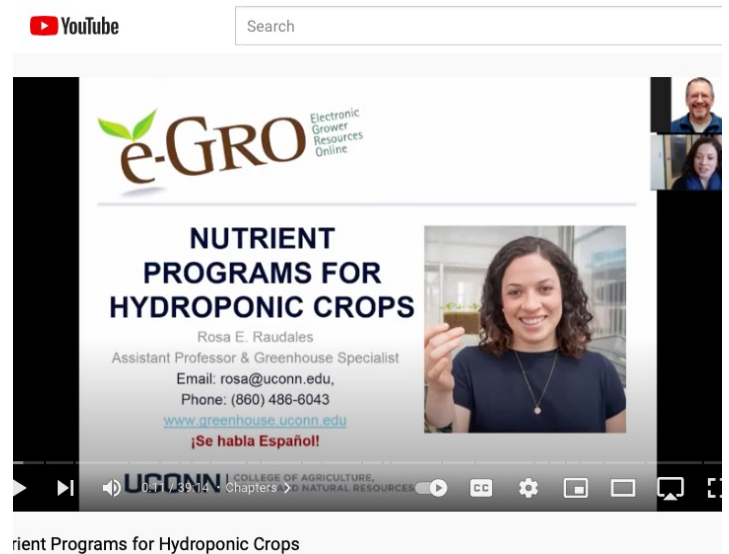 YouTube
Search
e-GRO
Electronic
Grower
Resources
Online
NUTRIENT
PROGRAMS FOR
HYDROPONIC CROPS
Rosa E. Raudales
Assistant Professor & Greenhouse Specialist
Email: rosa@uconn.edu,
Phone: (860) 486-6043
www.greenhouse.uconn.edu
¡Se habla Español!
UCONN
COLLEGE OF AGRICULTURE,
AND NATURAL RESOURCES
0:11 / 39:14 • Chapters >
CC
rient Programs for Hydroponic Crops